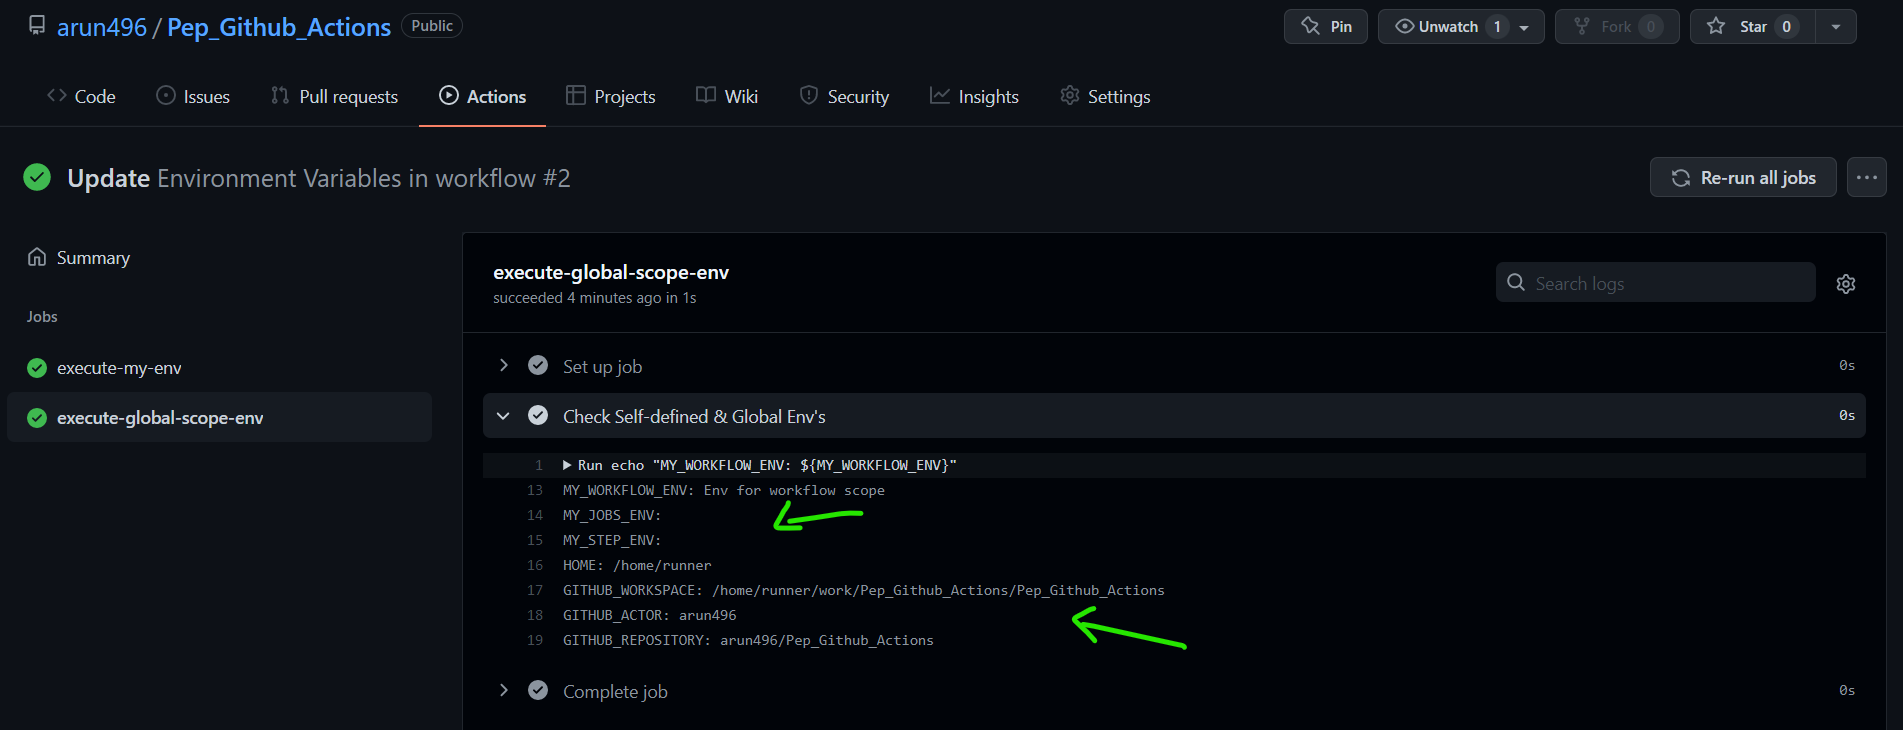 arun496 / Pep_Github_Actions Public Pin Unwatch 1 Fork 0 Star 0
Code Issues Pull requests Actions Projects Wiki Security Insights Settings
Update Environment Variables in workflow #2 Re-run all jobs ...
Summary
Jobs
execute-my-env
execute-global-scope-env
execute-global-scope-env
succeeded 4 minutes ago in 1s
Search logs
Set up job 0s
Check Self-defined & Global Env's 0s
1 Run echo "MY_WORKFLOW_ENV: ${MY_WORKFLOW_ENV}"
13 MY_WORKFLOW_ENV: Env for workflow scope
14 MY_JOBS_ENV:
15 MY_STEP_ENV:
16 HOME: /home/runner
17 GITHUB_WORKSPACE: /home/runner/work/Pep_Github_Actions/Pep_Github_Actions
18 GITHUB_ACTOR: arun496
19 GITHUB_REPOSITORY: arun496/Pep_Github_Actions
Complete job 0s